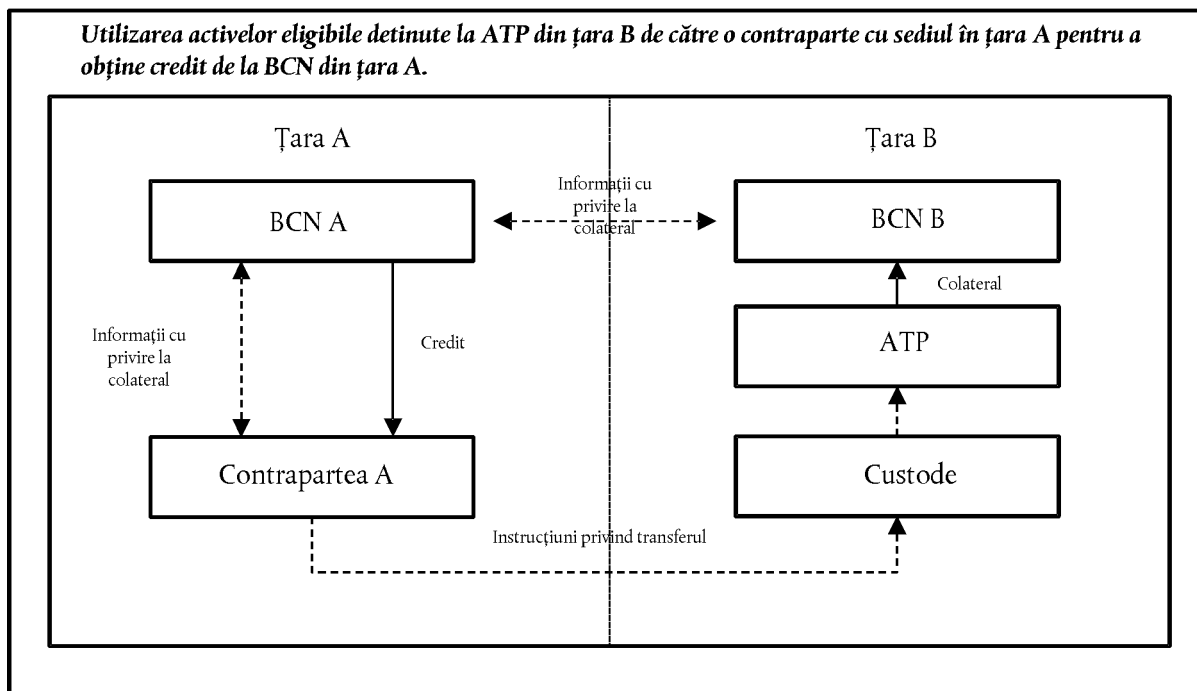 Utilizarea activelor eligibile detinute la ATP din țara B de către o contraparte cu sediul în țara A pentru a
obține credit de la BCN din țara A.
Țara A
Țara B
BCN A
Informații cu
privire la
colateral
BCN B
Colateral
Informații cu
privire la
colateral
Credit
ATP
Contrapartea A
Custode
Instrucțiuni privind transferul